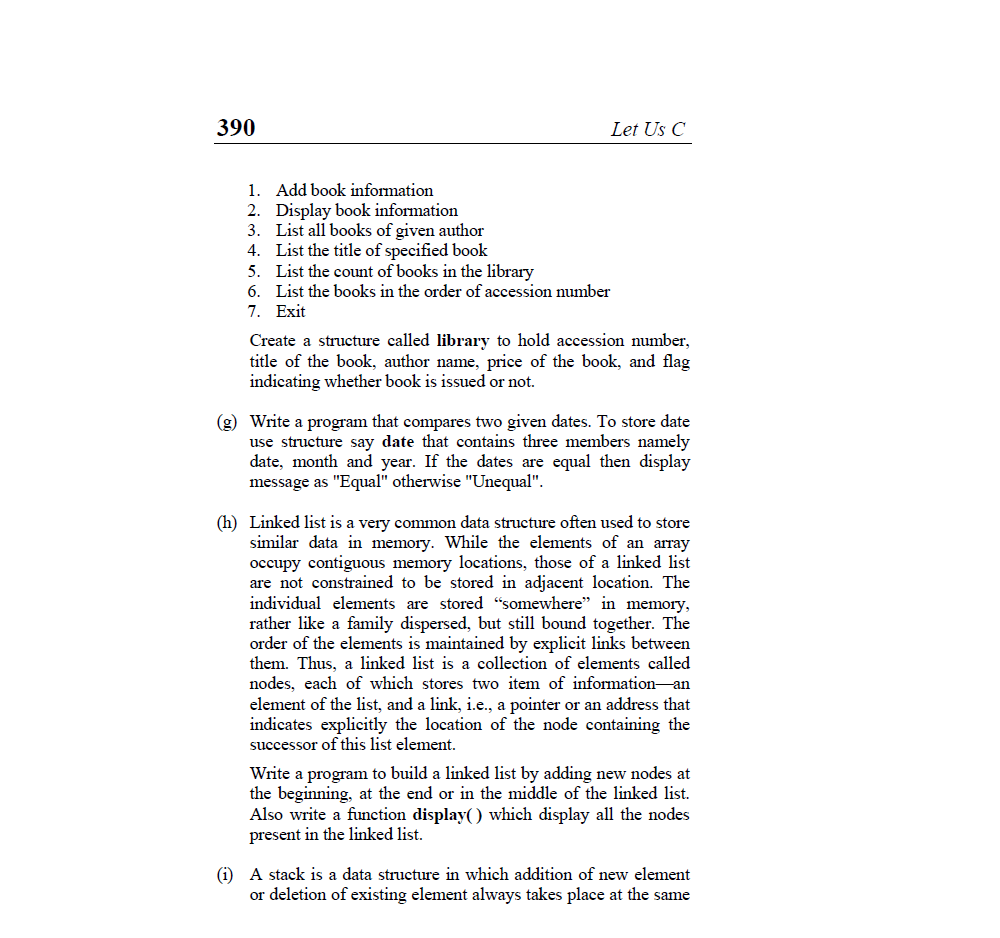 390 Let Us C
1. Add book information
2. Display book information
3. List all books of given author
4. List the title of specified book
5. List the count of books in the library
6. List the books in the order of accession number
7. Exit
Create a structure called library to hold accession number,
title of the book, author name, price of the book, and flag
indicating whether book is issued or not.
(g) Write a program that compares two given dates. To store date
use structure say date that contains three members namely
date, month and year. If the dates are equal then display
message as "Equal" otherwise "Unequal".
(h) Linked list is a very common data structure often used to store
similar data in memory. While the elements of an array
occupy contiguous memory locations, those of a linked list
are not constrained to be stored in adjacent location. The
individual elements are stored “somewhere” in memory,
rather like a family dispersed, but still bound together. The
order of the elements is maintained by explicit links between
them. Thus, a linked list is a collection of elements called
nodes, each of which stores two item of information—an
element of the list, and a link, i.e., a pointer or an address that
indicates explicitly the location of the node containing the
successor of this list element.
Write a program to build a linked list by adding new nodes at
the beginning, at the end or in the middle of the linked list.
Also write a function display( ) which display all the nodes
present in the linked list.
(i) A stack is a data structure in which addition of new element
or deletion of existing element always takes place at the same